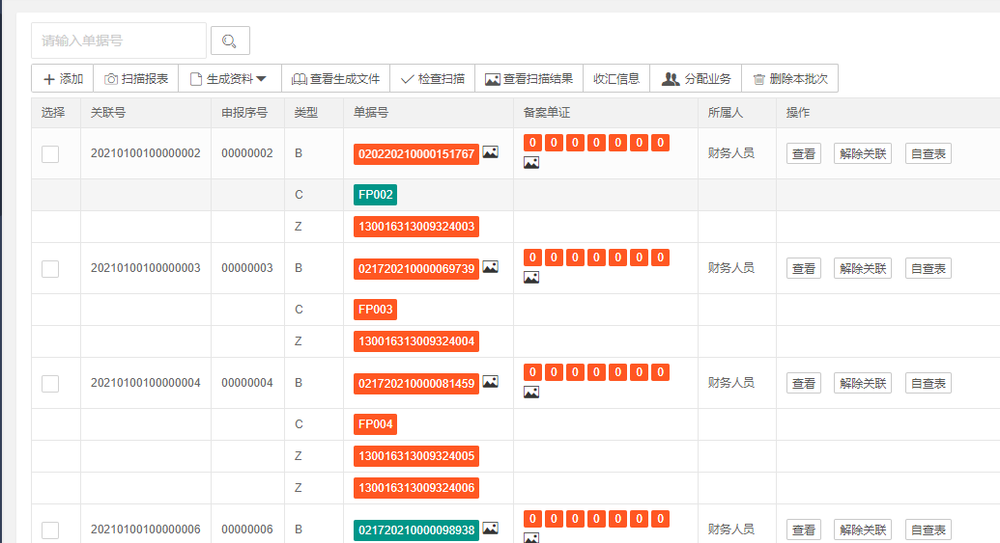 请输入单据号
添加 扫描报表 生成资料 查看生成文件 检查扫描 查看扫描结果 收汇信息 分配业务 删除本批次
选择 关联号 申报序号 类型 单据号 备案单证 所属人 操作
20210100100000002 00000002 B 020220210000151767 0 0 0 0 0 0 0 财务人员 查看 解除关联 自查表
C FP002
Z 130016313009324003
20210100100000003 00000003 B 021720210000069739 0 0 0 0 0 0 0 财务人员 查看 解除关联 自查表
C FP003
Z 130016313009324004
20210100100000004 00000004 B 021720210000081459 0 0 0 0 0 0 0 财务人员 查看 解除关联 自查表
C FP004
Z 130016313009324005
Z 130016313009324006
20210100100000006 00000006 B 021720210000098938 0 0 0 0 0 0 0 财务人员 查看 解除关联 自查表